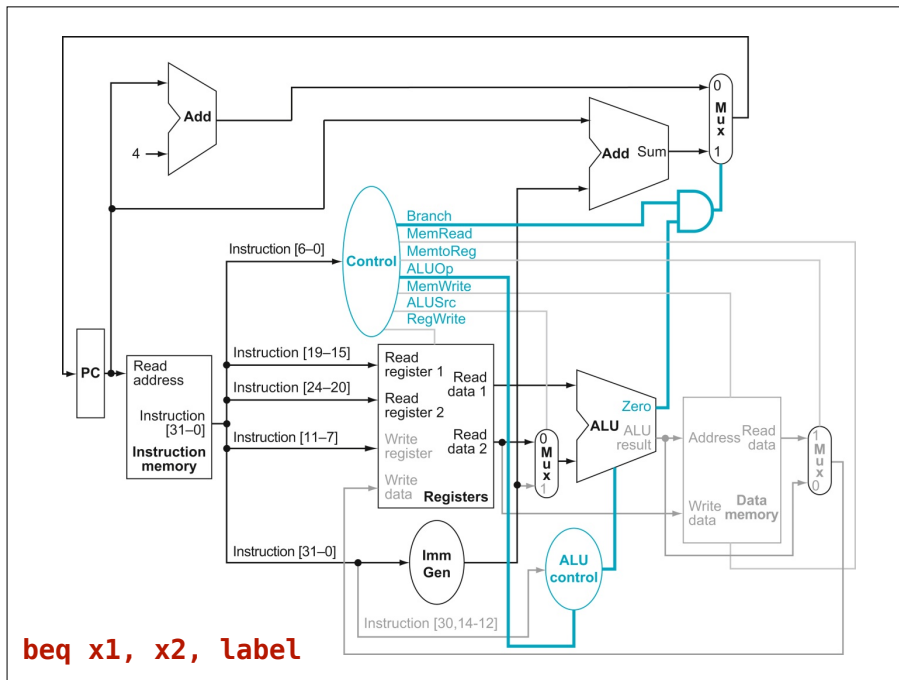 Add
4
Add Sum
0
Mux
1
Branch
MemRead
MemtoReg
ALUOp
MemWrite
ALUSrc
RegWrite
Control
Instruction [6–0]
PC
Read
address
Instruction
[31–0]
Instruction
memory
Instruction [19–15]
Instruction [24–20]
Instruction [11–7]
Instruction [31–0]
Read
register 1
Read
register 2
Write
register
Write
data
Read
data 1
Read
data 2
Registers
0
Mux
1
Zero
ALU
ALU
result
Address
Read
data
Write
data
Data
memory
1
Mux
0
Imm
Gen
ALU
control
Instruction [30,14-12]
beq x1, x2, label